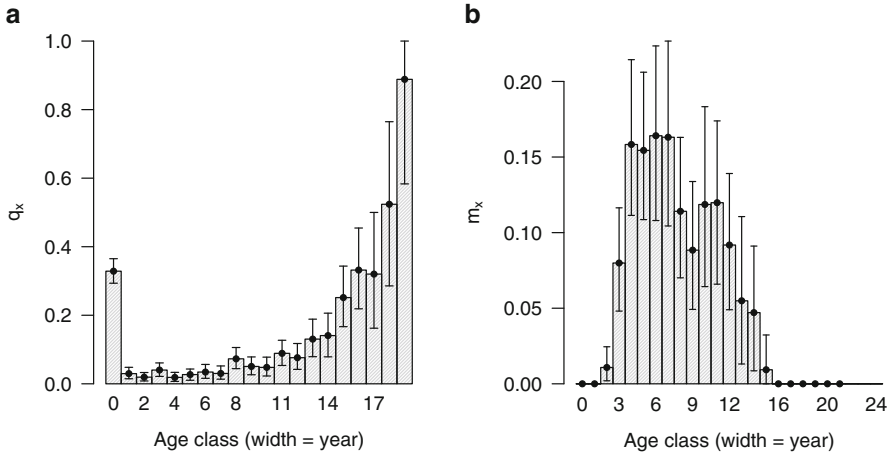 a
1.0
0.8
0.6
0.4
0.2
0.0
qx
0 2 4 6 8 11 14 17
Age class (width = year)
b
0.20
0.15
0.10
0.05
0.00
mx
0 3 6 9 12 16 20 24
Age class (width = year)